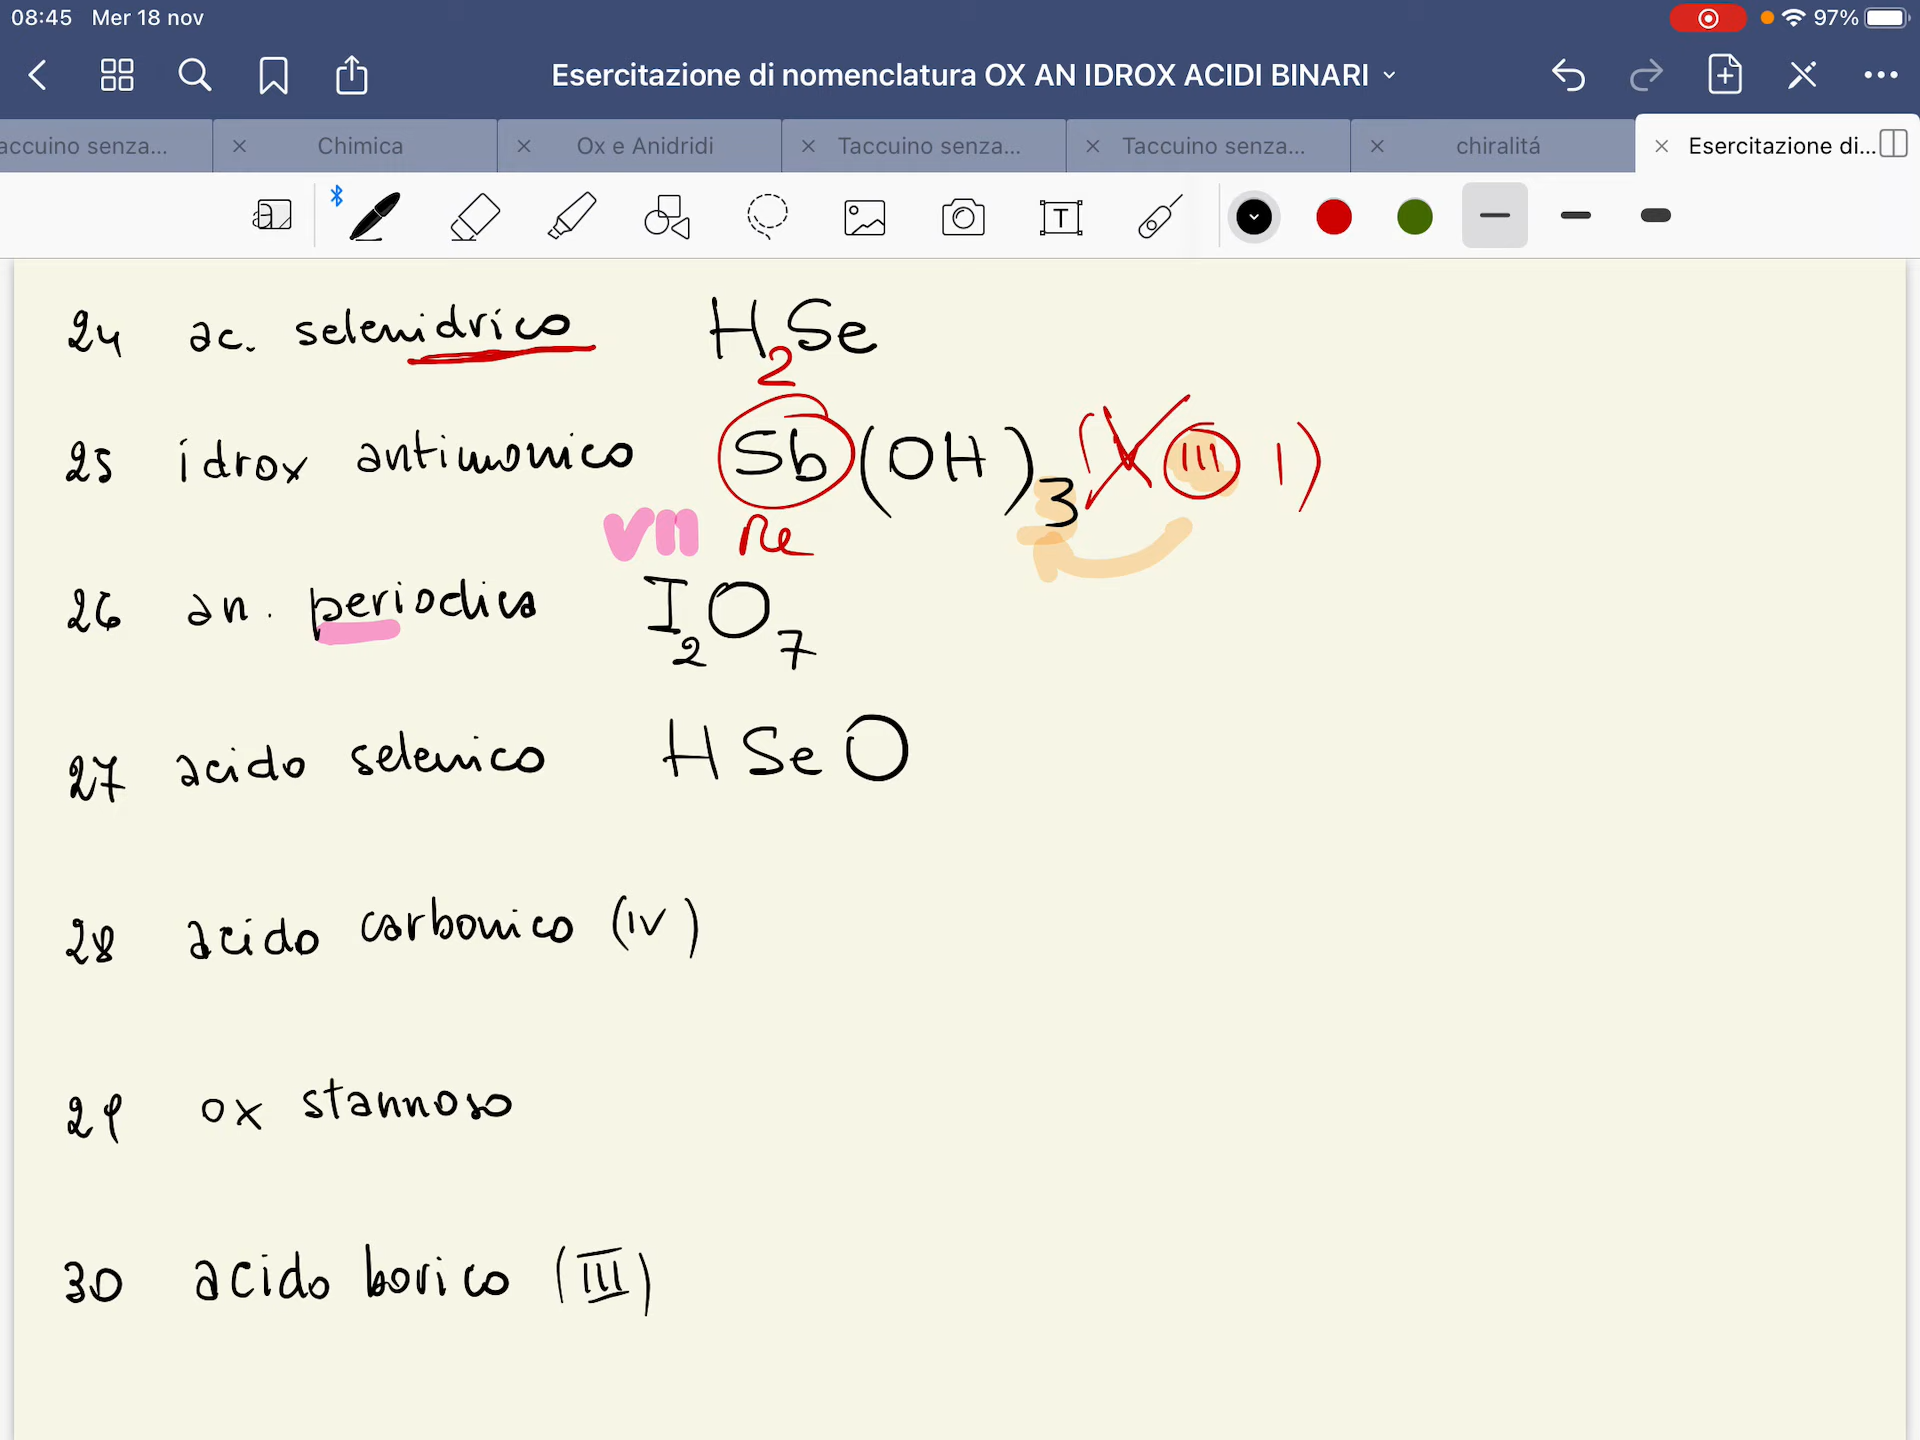 08:45 Mer 18 nov 97%
Esercitazione di nomenclatura OX AN IDROX ACIDI BINARI
accuino senza... Chimica Ox e Anidridi Taccuino senza... Taccuino senza... chiralitá Esercitazione di...
24 ac. selenidrico H2Se
25 idrox antimonico Sb(OH)3 (V III I)
VII Me
26 an. periodica I2O7
27 acido selenico H Se O
28 acido carbonico (IV)
29 ox stannoso
30 acido borico (III)